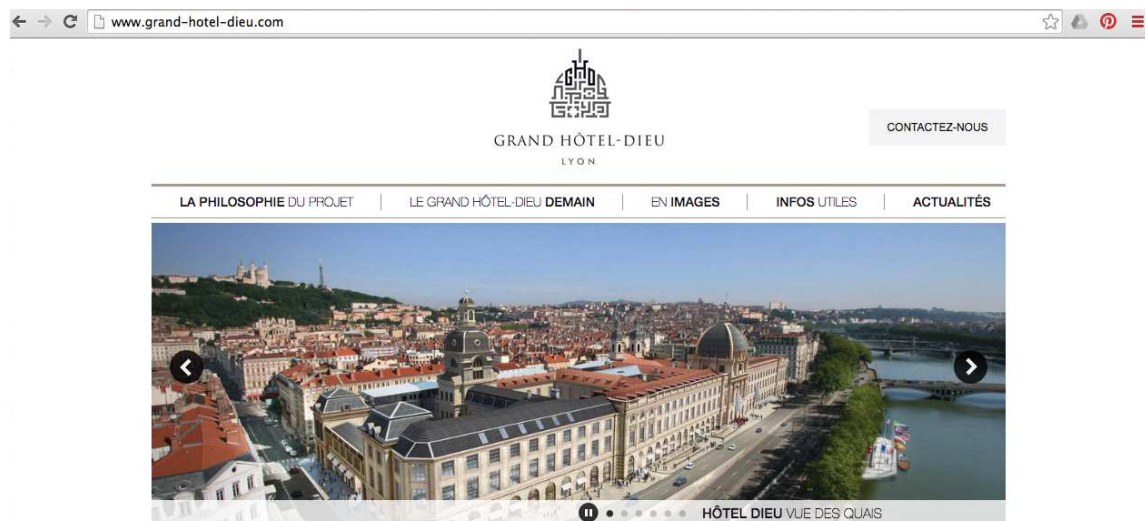 www.grand-hotel-dieu.com
GHD
GRAND HÔTEL-DIEU
LYON
CONTACTEZ-NOUS
LA PHILOSOPHIE DU PROJET
LE GRAND HÔTEL-DIEU DEMAIN
EN IMAGES
INFOS UTILES
ACTUALITÉS
HÔTEL DIEU VUE DES QUAIS